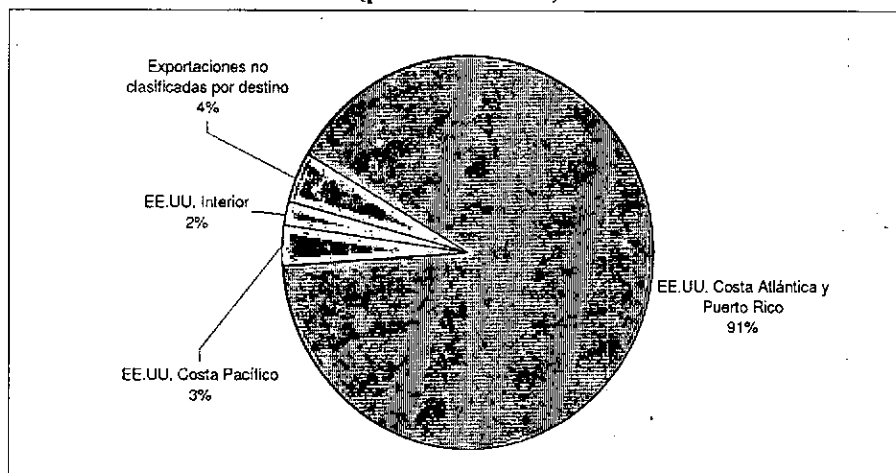 Exportaciones no
clasificadas por destino
4%
EE.UU. Interior
2%
EE.UU. Costa Atlántica y
Puerto Rico
91%
EE.UU. Costa Pacífico
3%